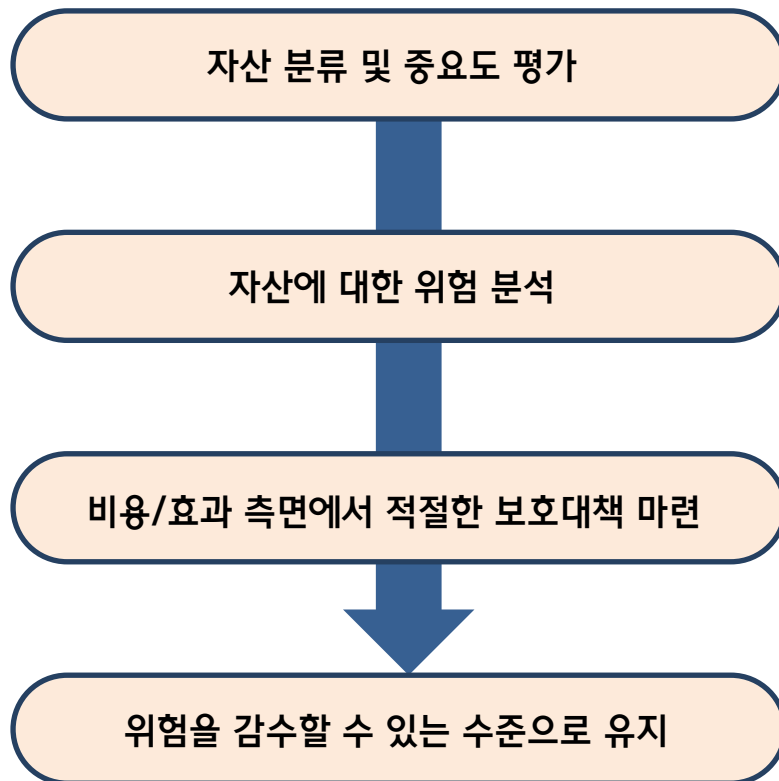 자산 분류 및 중요도 평가
자산에 대한 위험 분석
비용/효과 측면에서 적절한 보호대책 마련
위험을 감수할 수 있는 수준으로 유지